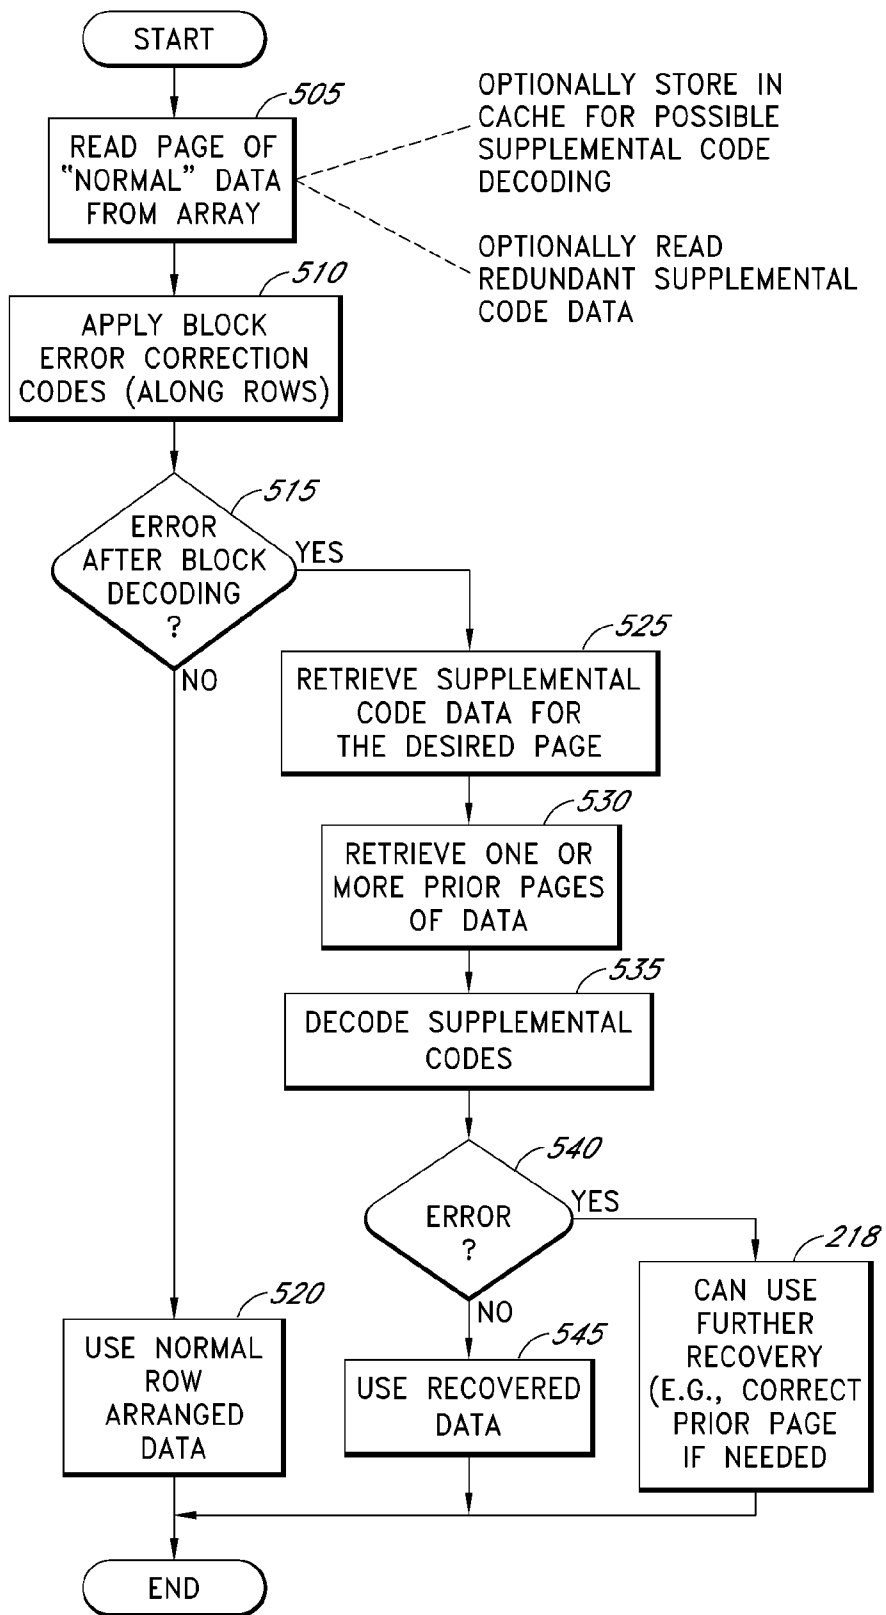 START
505
READ PAGE OF
"NORMAL" DATA
FROM ARRAY
OPTIONALLY STORE IN
CACHE FOR POSSIBLE
SUPPLEMENTAL CODE
DECODING
OPTIONALLY READ
REDUNDANT SUPPLEMENTAL
CODE DATA
510
APPLY BLOCK
ERROR CORRECTION
CODES (ALONG ROWS)
515
ERROR
AFTER BLOCK
DECODING
?
YES
NO
525
RETRIEVE SUPPLEMENTAL
CODE DATA FOR
THE DESIRED PAGE
530
RETRIEVE ONE OR
MORE PRIOR PAGES
OF DATA
535
DECODE SUPPLEMENTAL
CODES
540
ERROR
?
YES
NO
218
CAN USE
FURTHER
RECOVERY
(E.G., CORRECT
PRIOR PAGE
IF NEEDED
520
USE NORMAL
ROW
ARRANGED
DATA
545
USE RECOVERED
DATA
END